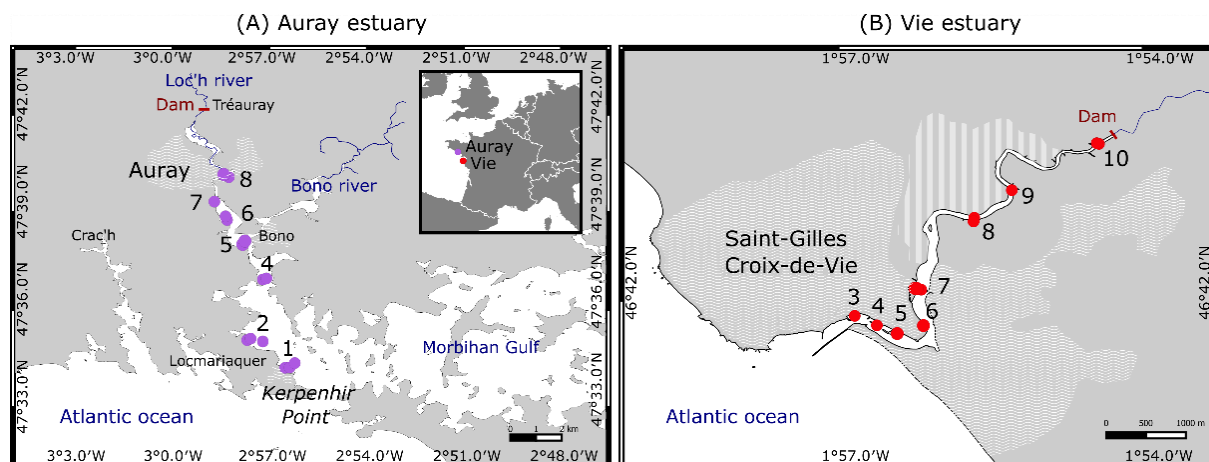 (A) Auray estuary
3°3.0'W 3°0.0'W 2°57.0'W 2°54.0'W 2°51.0'W 2°48.0'W
47°42.0'N
47°39.0'N
47°36.0'N
47°33.0'N
Loc'h river
Dam
Tréauray
Auray
8
7
6
Bono river
5
Bono
Crac'h
4
2
1
Locmariaquer
Kerpenhir
Point
Morbihan Gulf
Atlantic ocean
0 1 2 km
Auray
Vie
47°42.0'N
47°39.0'N
47°36.0'N
47°33.0'N
3°3.0'W 3°0.0'W 2°57.0'W 2°54.0'W 2°51.0'W 2°48.0'W
(B) Vie estuary
1°57.0'W 1°54.0'W
46°42.0'N
Dam
10
9
8
Saint-Gilles
Croix-de-Vie
7
3 4 5 6
Atlantic ocean
0 500 1000 m
46°42.0'N
1°57.0'W 1°54.0'W